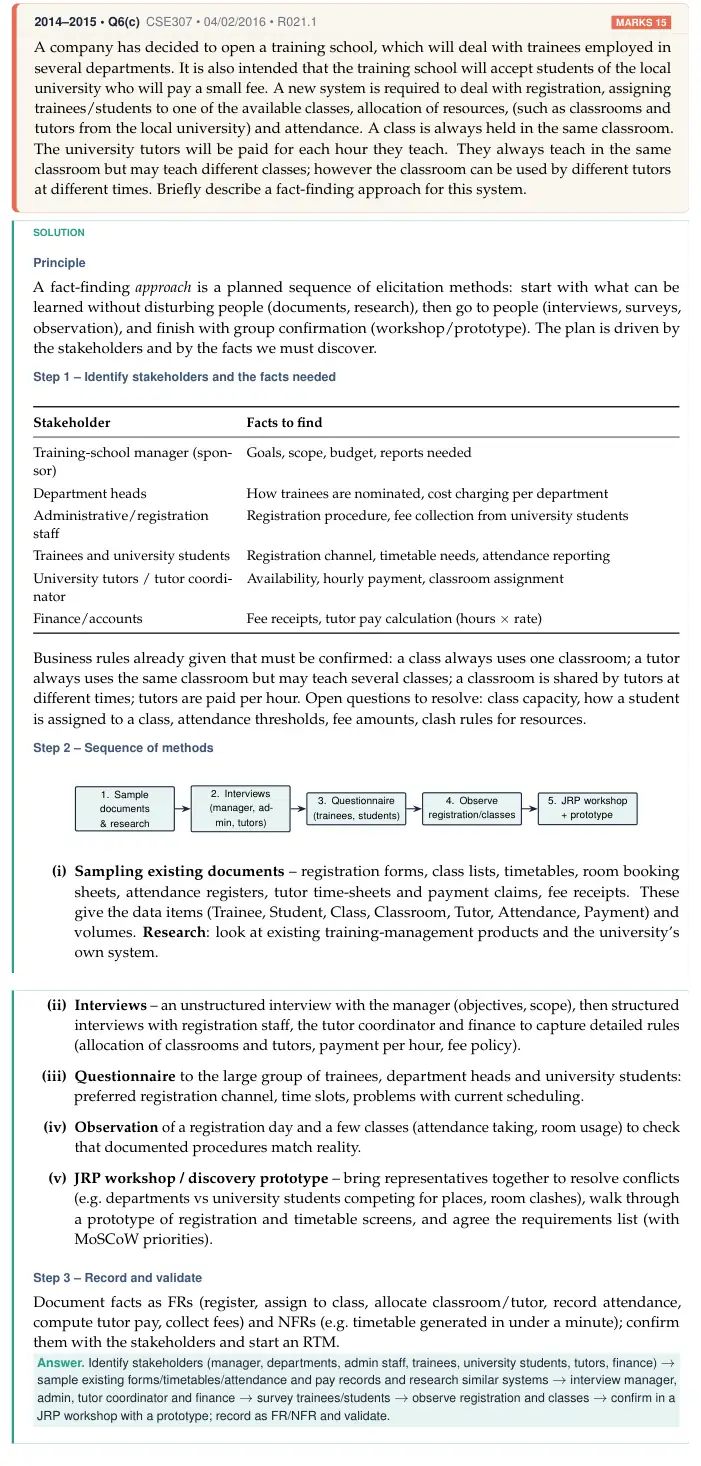 2014–2015 • Q6(c) CSE307 • 04/02/2016 • R021.1
MARKS 15
A company has decided to open a training school, which will deal with trainees employed in
several departments. It is also intended that the training school will accept students of the local
university who will pay a small fee. A new system is required to deal with registration, assigning
trainees/students to one of the available classes, allocation of resources, (such as classrooms and
tutors from the local university) and attendance. A class is always held in the same classroom.
The university tutors will be paid for each hour they teach. They always teach in the same
classroom but may teach different classes; however the classroom can be used by different tutors
at different times. Briefly describe a fact-finding approach for this system.
SOLUTION
Principle
A fact-finding approach is a planned sequence of elicitation methods: start with what can be
learned without disturbing people (documents, research), then go to people (interviews, surveys,
observation), and finish with group confirmation (workshop/prototype). The plan is driven by
the stakeholders and by the facts we must discover.
Step 1 – Identify stakeholders and the facts needed
Stakeholder Facts to find
Training-school manager (spon- Goals, scope, budget, reports needed
sor)
Department heads How trainees are nominated, cost charging per department
Administrative/registration Registration procedure, fee collection from university students
staff
Trainees and university students Registration channel, timetable needs, attendance reporting
University tutors / tutor coordi- Availability, hourly payment, classroom assignment
nator
Finance/accounts Fee receipts, tutor pay calculation (hours × rate)
Business rules already given that must be confirmed: a class always uses one classroom; a tutor
always uses the same classroom but may teach several classes; a classroom is shared by tutors at
different times; tutors are paid per hour. Open questions to resolve: class capacity, how a student
is assigned to a class, attendance thresholds, fee amounts, clash rules for resources.
Step 2 – Sequence of methods
1. Sample
documents
& research
2. Interviews
(manager, ad-
min, tutors)
3. Questionnaire
(trainees, students)
4. Observe
registration/classes
5. JRP workshop
+ prototype
(i) Sampling existing documents – registration forms, class lists, timetables, room booking
sheets, attendance registers, tutor time-sheets and payment claims, fee receipts. These
give the data items (Trainee, Student, Class, Classroom, Tutor, Attendance, Payment) and
volumes. Research: look at existing training-management products and the university's
own system.
(ii) Interviews – an unstructured interview with the manager (objectives, scope), then structured
interviews with registration staff, the tutor coordinator and finance to capture detailed rules
(allocation of classrooms and tutors, payment per hour, fee policy).
(iii) Questionnaire to the large group of trainees, department heads and university students:
preferred registration channel, time slots, problems with current scheduling.
(iv) Observation of a registration day and a few classes (attendance taking, room usage) to check
that documented procedures match reality.
(v) JRP workshop / discovery prototype – bring representatives together to resolve conflicts
(e.g. departments vs university students competing for places, room clashes), walk through
a prototype of registration and timetable screens, and agree the requirements list (with
MoSCoW priorities).
Step 3 – Record and validate
Document facts as FRs (register, assign to class, allocate classroom/tutor, record attendance,
compute tutor pay, collect fees) and NFRs (e.g. timetable generated in under a minute); confirm
them with the stakeholders and start an RTM.
Answer. Identify stakeholders (manager, departments, admin staff, trainees, university students, tutors, finance) →
sample existing forms/timetables/attendance and pay records and research similar systems → interview manager,
admin, tutor coordinator and finance → survey trainees/students → observe registration and classes → confirm in a
JRP workshop with a prototype; record as FR/NFR and validate.